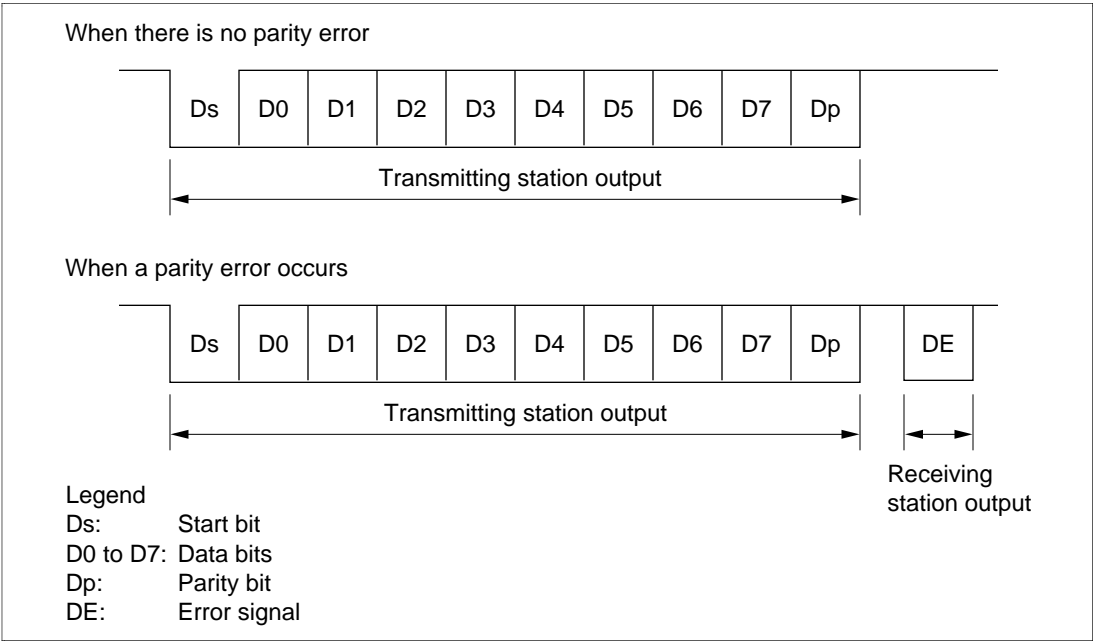 When there is no parity error
Ds D0 D1 D2 D3 D4 D5 D6 D7 Dp
Transmitting station output
When a parity error occurs
Ds D0 D1 D2 D3 D4 D5 D6 D7 Dp DE
Transmitting station output
Receiving
station output
Legend
Ds: Start bit
D0 to D7: Data bits
Dp: Parity bit
DE: Error signal